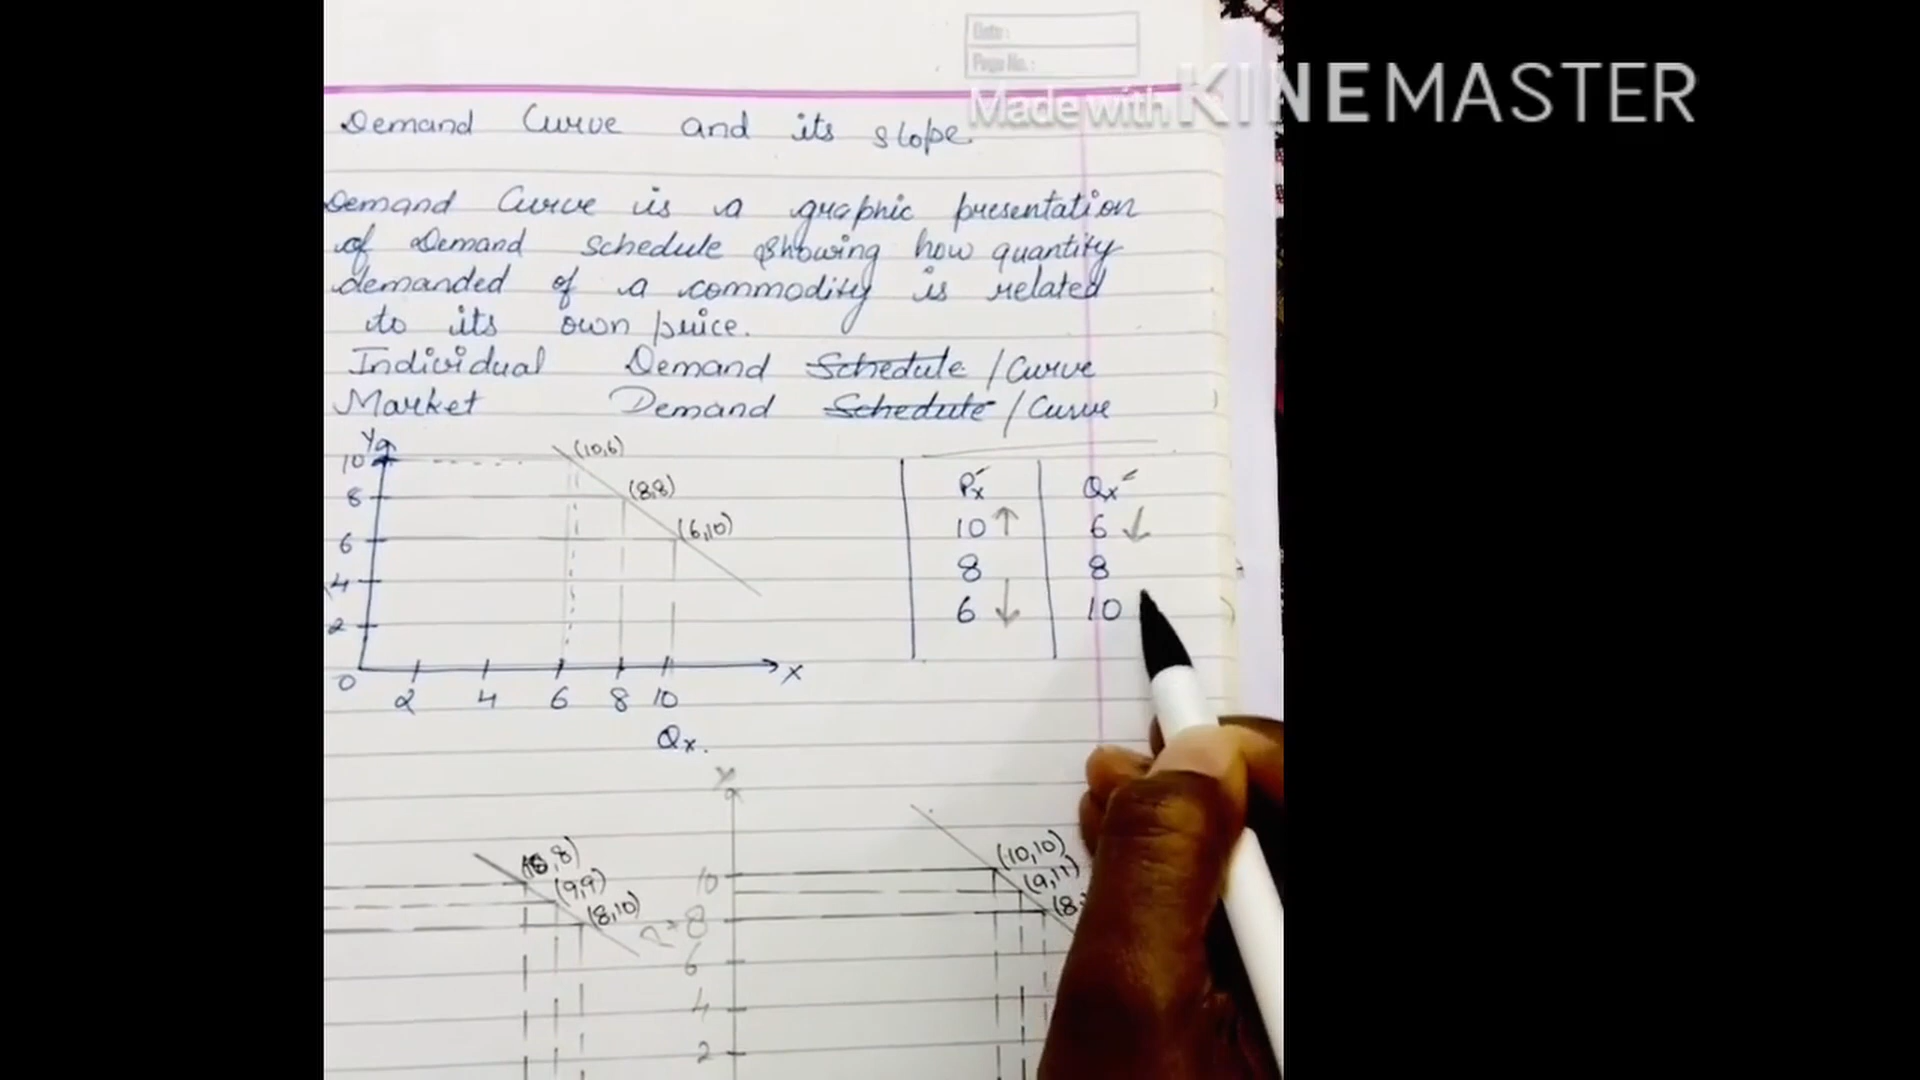 Date :
Page No. :
Made with KINEMASTER
Demand Curve and its slope
Demand Curve is a graphic presentation
of Demand schedule showing how quantity
demanded of a commodity is related
to its own price.
Individual Demand Schedule / Curve
Market Demand Schedule / Curve
Y
10
8
6
4
2
0
(10,6)
(8,8)
(6,10)
2 4 6 8 10
X
Qx.
Px Qx
10 ↑ 6 ↓
8 8
6 ↓ 10
Y
10
8
6
4
2
(9,9)
(8,10)
(10,10)
(9,11)
(8,